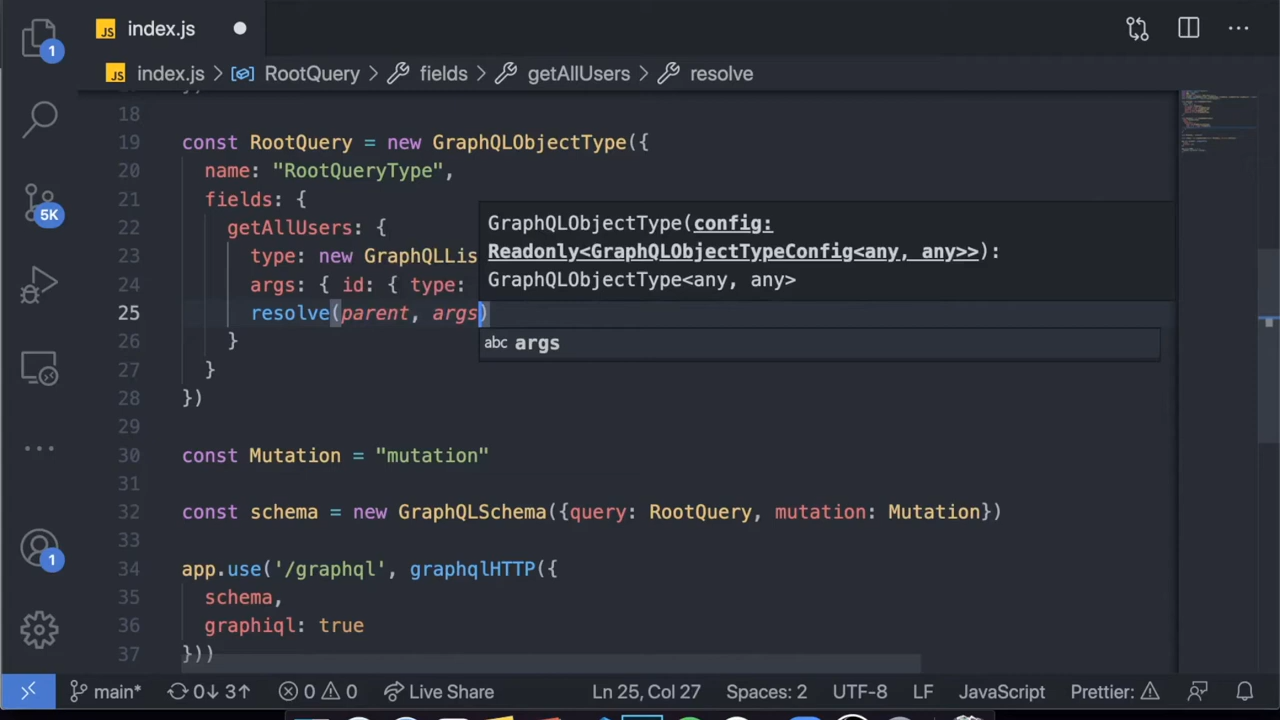 index.js
1
index.js > RootQuery > fields > getAllUsers > resolve
18
19 const RootQuery = new GraphQLObjectType({
20 name: "RootQueryType",
21 fields: {
22 getAllUsers: {
GraphQLObjectType(config:
Readonly<GraphQLObjectTypeConfig<any, any>>):
GraphQLObjectType<any, any>
23 type: new GraphQLLis
24 args: { id: { type:
25 resolve(parent, args)
abc args
26 }
27 }
28 })
29
30 const Mutation = "mutation"
31
32 const schema = new GraphQLSchema({query: RootQuery, mutation: Mutation})
33
34 app.use('/graphql', graphqlHTTP({
35 schema,
36 graphiql: true
37 }))
5K
1
main* 0↓ 3↑ 0 0 Live Share Ln 25, Col 27 Spaces: 2 UTF-8 LF JavaScript Prettier: